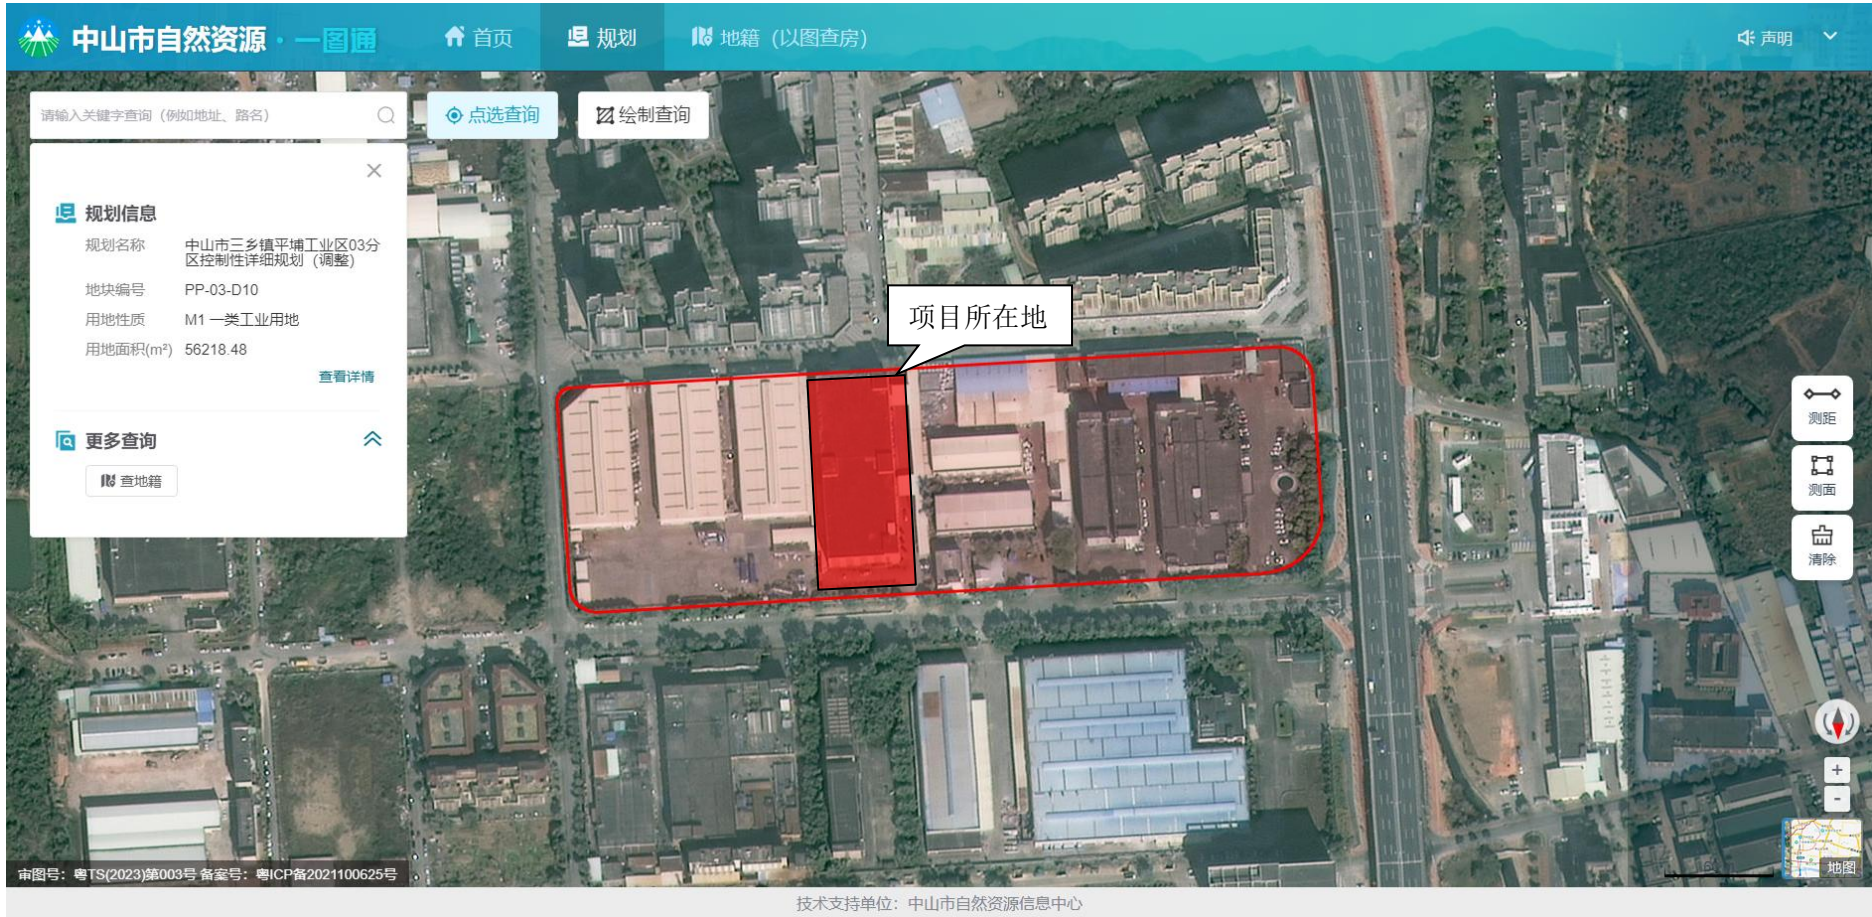 中山市自然资源·一图通 首页 规划 地籍（以图查房） 声明
请输入关键字查询（例如地址、路名） 点选查询 绘制查询
规划信息
规划名称 中山市三乡镇平埔工业区03分
区控制性详细规划（调整）
地块编号 PP-03-D10
用地性质 M1 一类工业用地
用地面积(m²) 56218.48
查看详情
更多查询
查地籍
项目所在地
测距
测面
清除
+
-
地图
审图号：粤TS(2023)第003号 备案号：粤ICP备2021100625号
技术支持单位：中山市自然资源信息中心